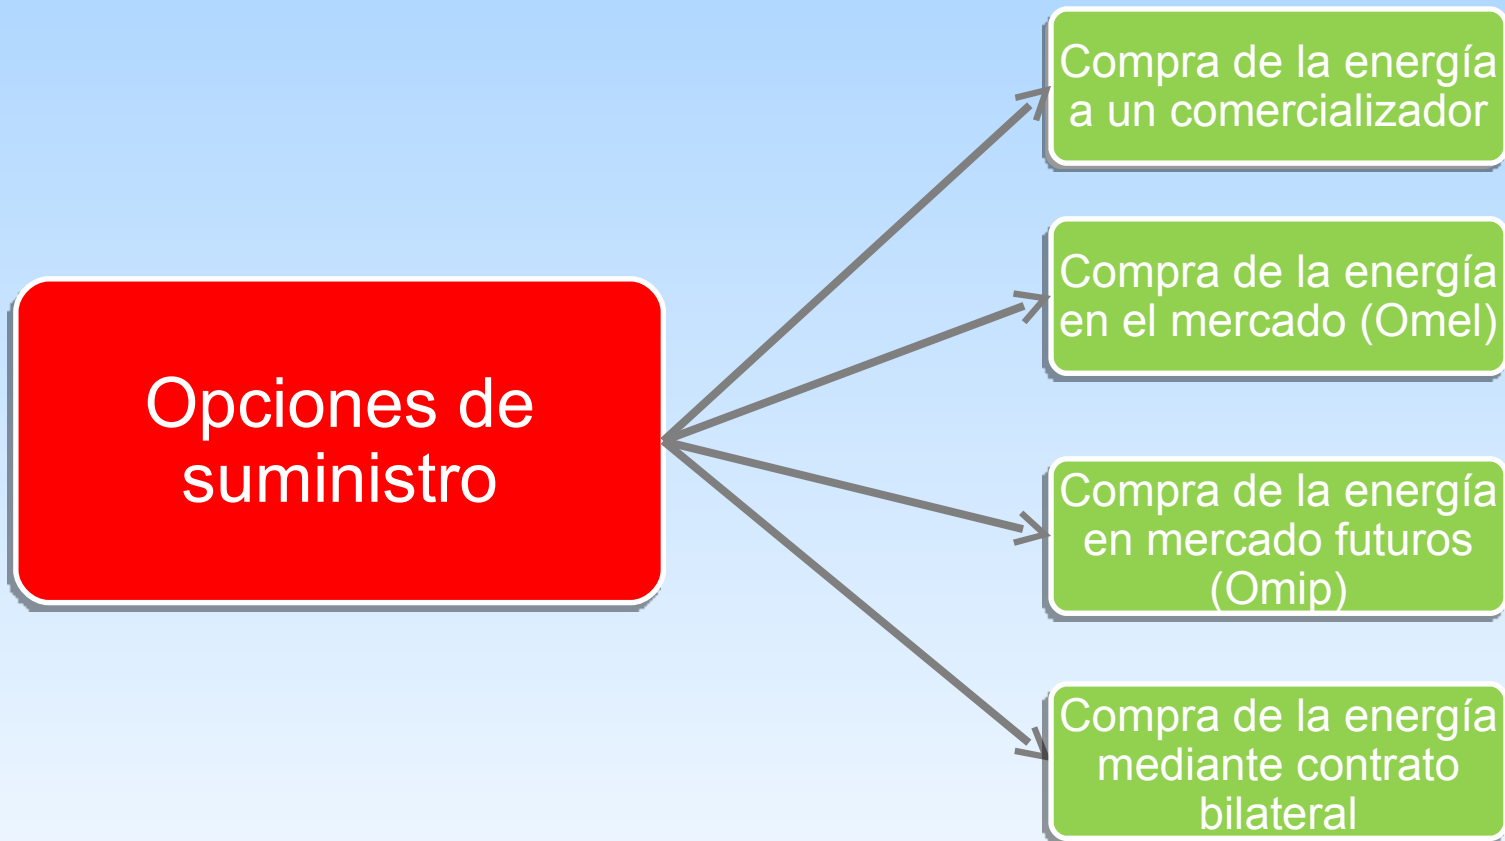 Opciones de
suministro
Compra de la energía
a un comercializador
Compra de la energía
en el mercado (Omel)
Compra de la energía
en mercado futuros
(Omip)
Compra de la energía
mediante contrato
bilateral